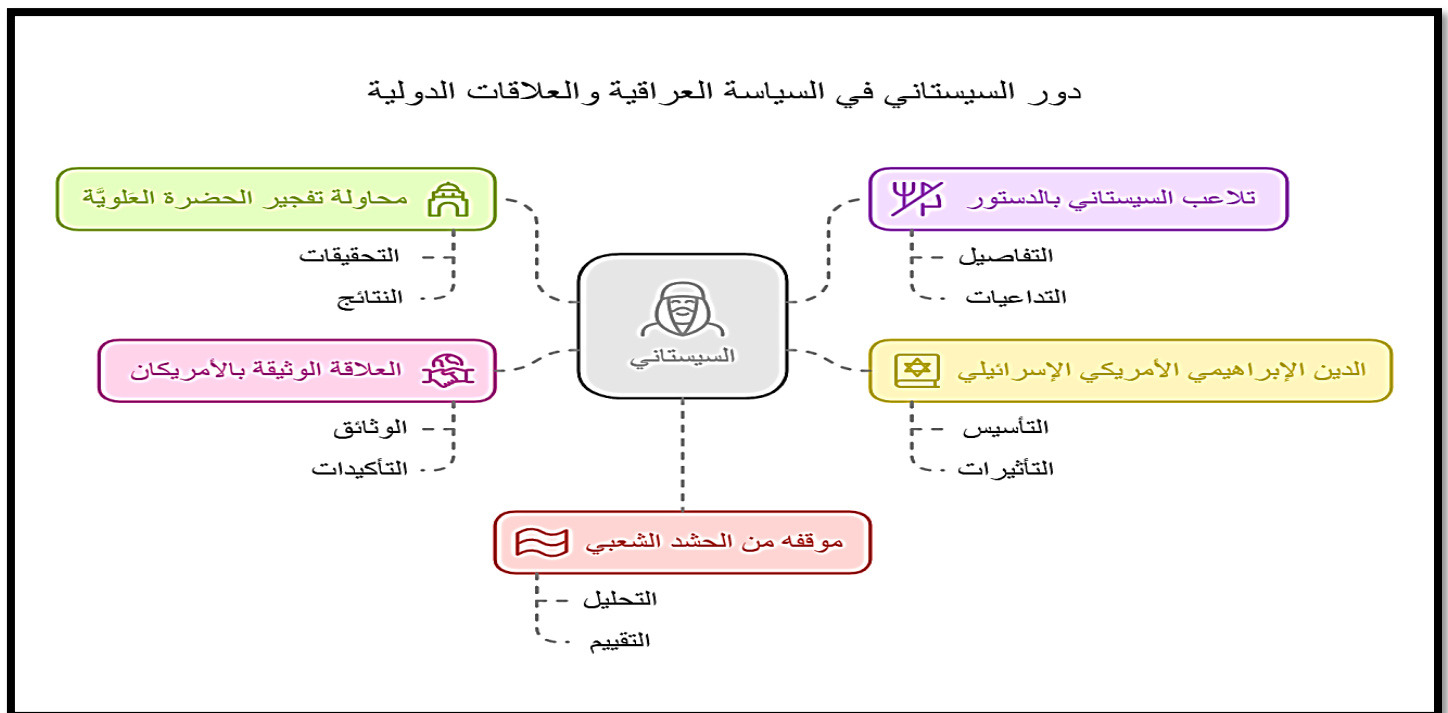 دور السيستاني في السياسة العراقية والعلاقات الدولية
تلاعب السيستاني بالدستور
التفاصيل
التداعيات
محاولة تفجير الحضرة العَلويَّة
التحقيقات
النتائج
السيستاني
الدين الإبراهيمي الأمريكي الإسرائيلي
التأسيس
التأثيرات
العلاقة الوثيقة بالأمريكان
الوثائق
التأكيدات
موقفه من الحشد الشعبي
التحليل
التقييم